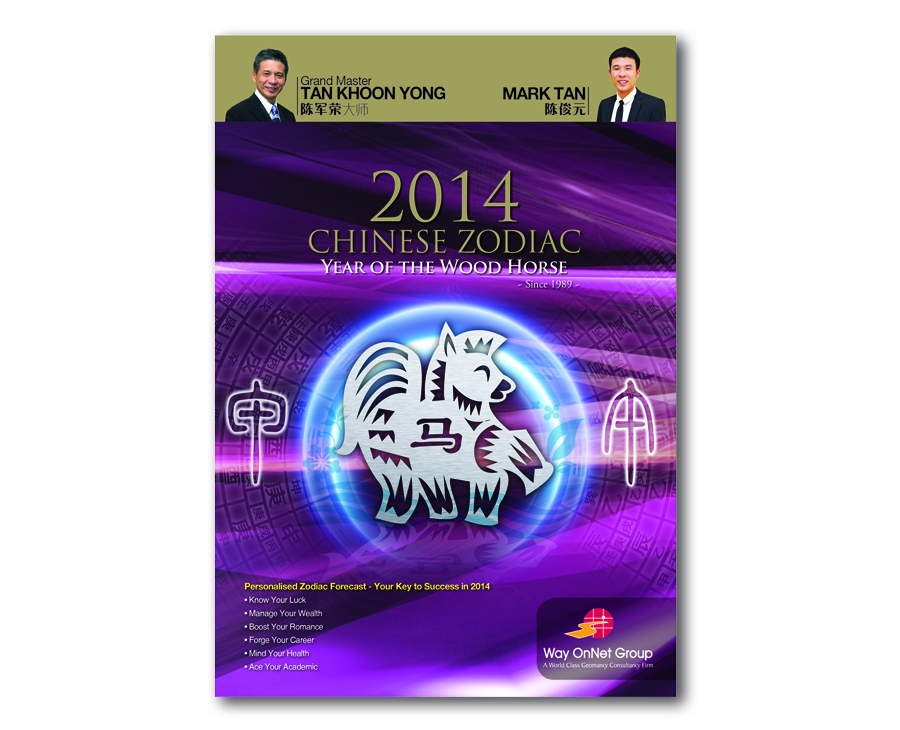 Grand Master
TAN KHOON YONG
陈军荣大师
MARK TAN
陈俊元
2014
CHINESE ZODIAC
YEAR OF THE WOOD HORSE
~ Since 1989 ~
马
Personalised Zodiac Forecast - Your Key to Success in 2014
• Know Your Luck
• Manage Your Wealth
• Boost Your Romance
• Forge Your Career
• Mind Your Health
• Ace Your Academic
Way OnNet Group
A World Class Geomancy Consultancy Firm